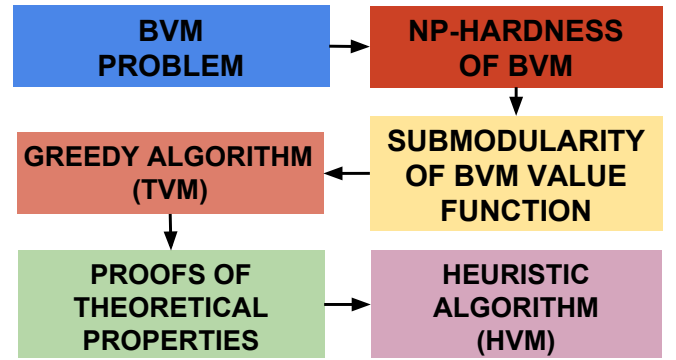 BVM
PROBLEM
NP-HARDNESS
OF BVM
SUBMODULARITY
OF BVM VALUE
FUNCTION
GREEDY ALGORITHM
(TVM)
PROOFS OF
THEORETICAL
PROPERTIES
HEURISTIC
ALGORITHM
(HVM)